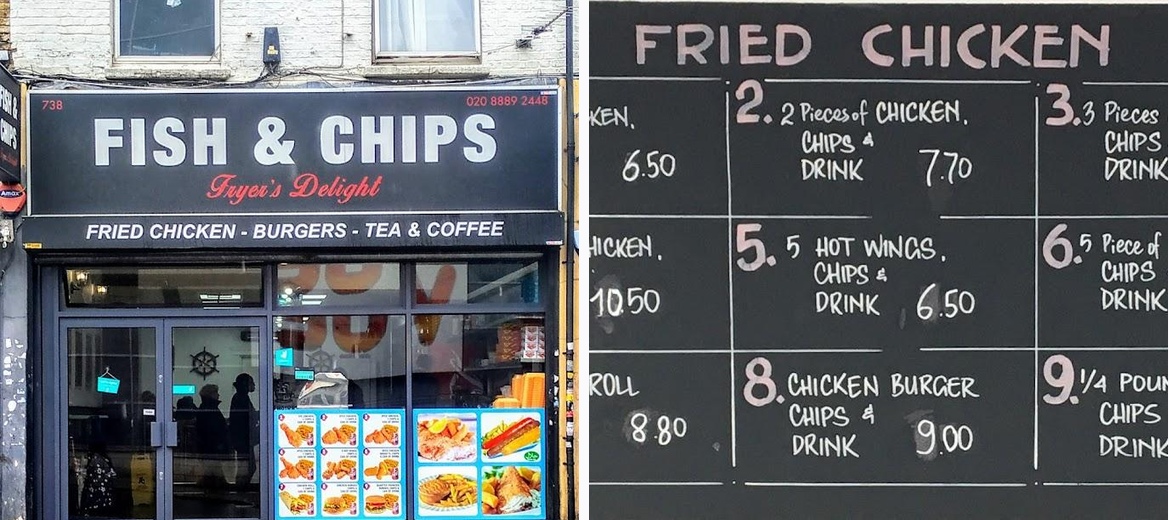 738
020 8889 2448
FISH & CHIPS
Fryer's Delight
FRIED CHICKEN - BURGERS - TEA & COFFEE
FISH &
CHIPS
Amax
FRIED CHICKEN
KEN.
6.50
2. 2 Pieces of CHICKEN.
CHIPS &
DRINK 7.70
3. 3 Pieces
CHIPS
DRINK
HICKEN.
10.50
5. 5 HOT WINGS.
CHIPS &
DRINK 6.50
6. 5 Piece of
CHIPS
DRINK
ROLL
8.80
8. CHICKEN BURGER
CHIPS &
DRINK 9.00
9. 1/4 POUN
CHIPS
DRINK